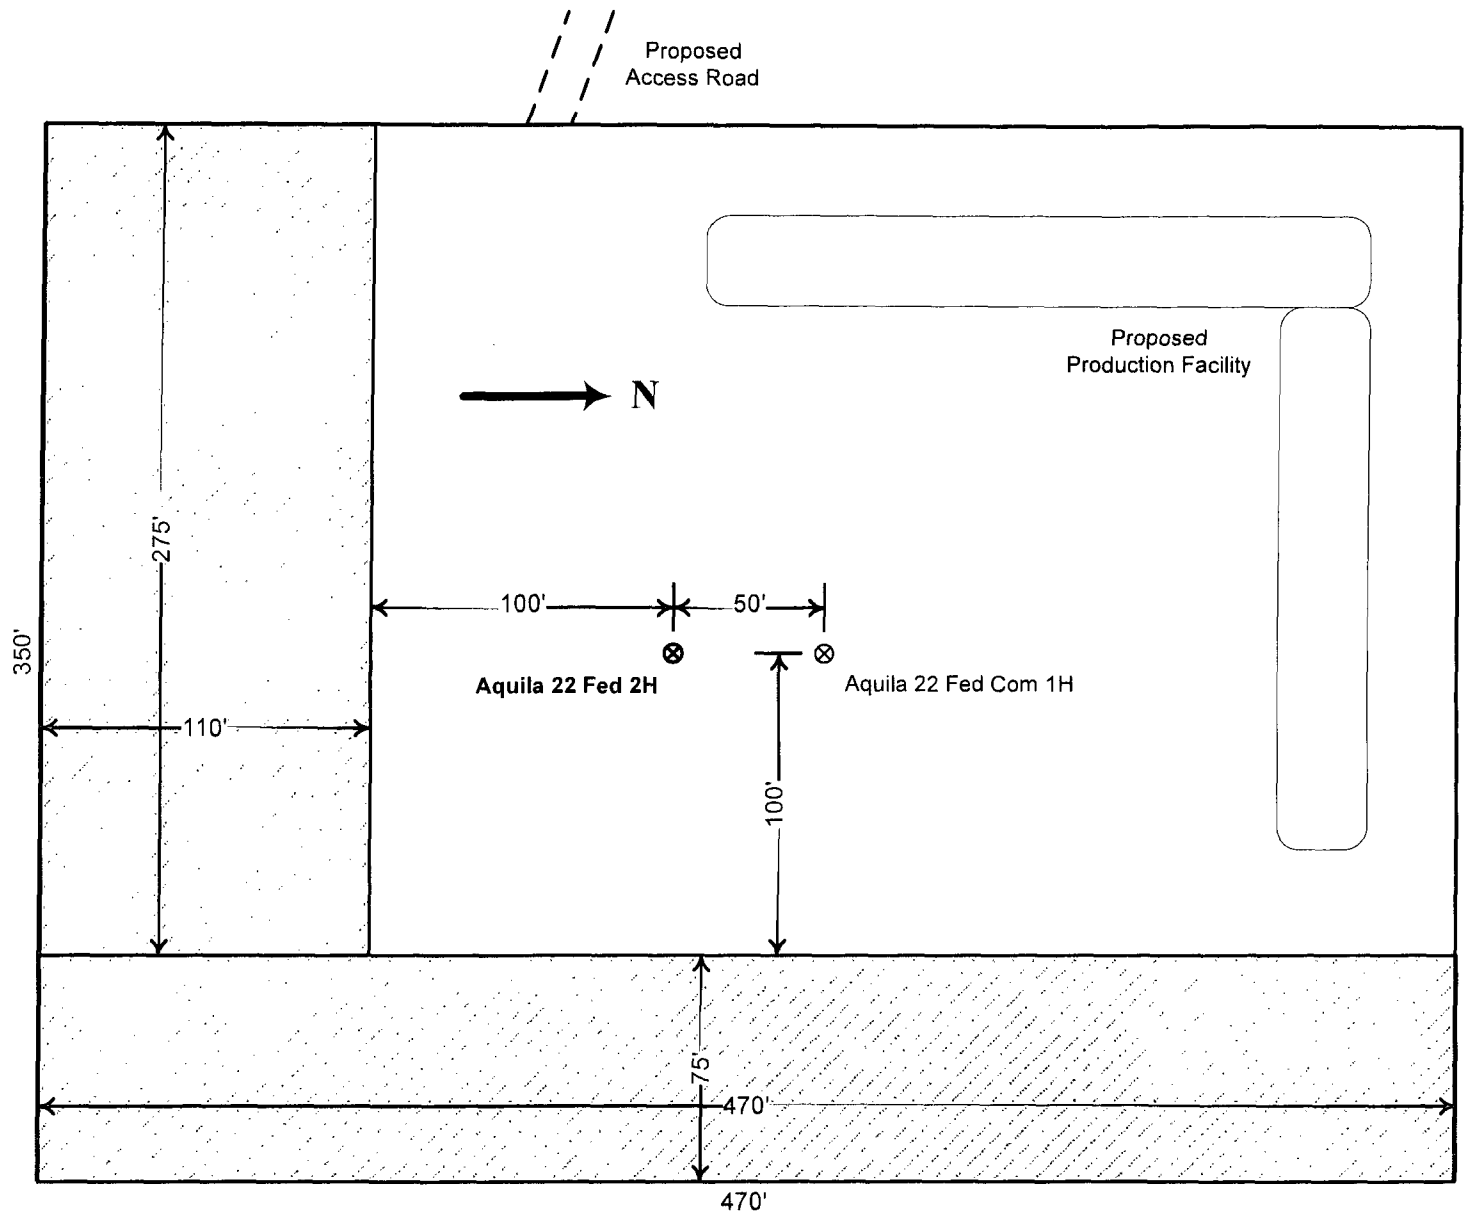 Proposed
Access Road
Proposed
Production Facility
N
275'
100'
50'
350'
Aquila 22 Fed 2H
Aquila 22 Fed Com 1H
110'
100'
75'
470'
470'